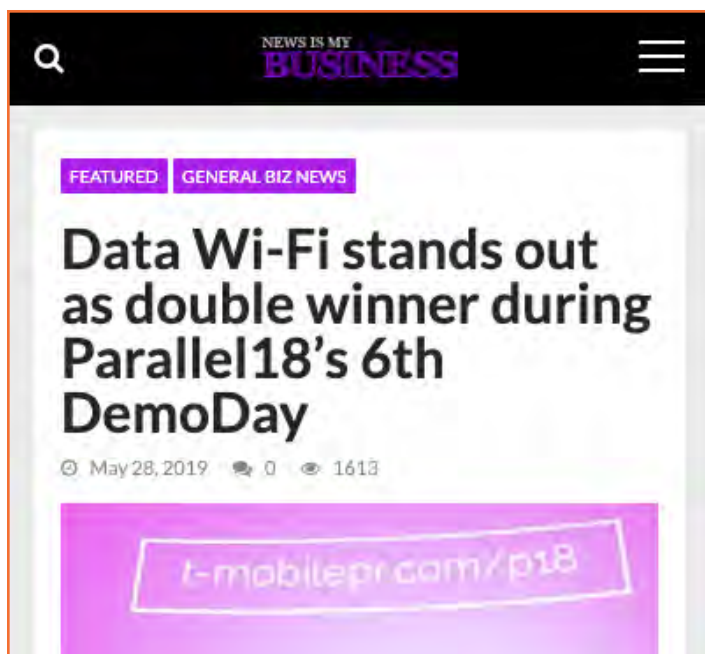 NEWS IS MY
BUSINESS
FEATURED GENERAL BIZ NEWS
Data Wi-Fi stands out
as double winner during
Parallel18's 6th
DemoDay
May 28, 2019 0 1613
t-mobilepr.com/p18